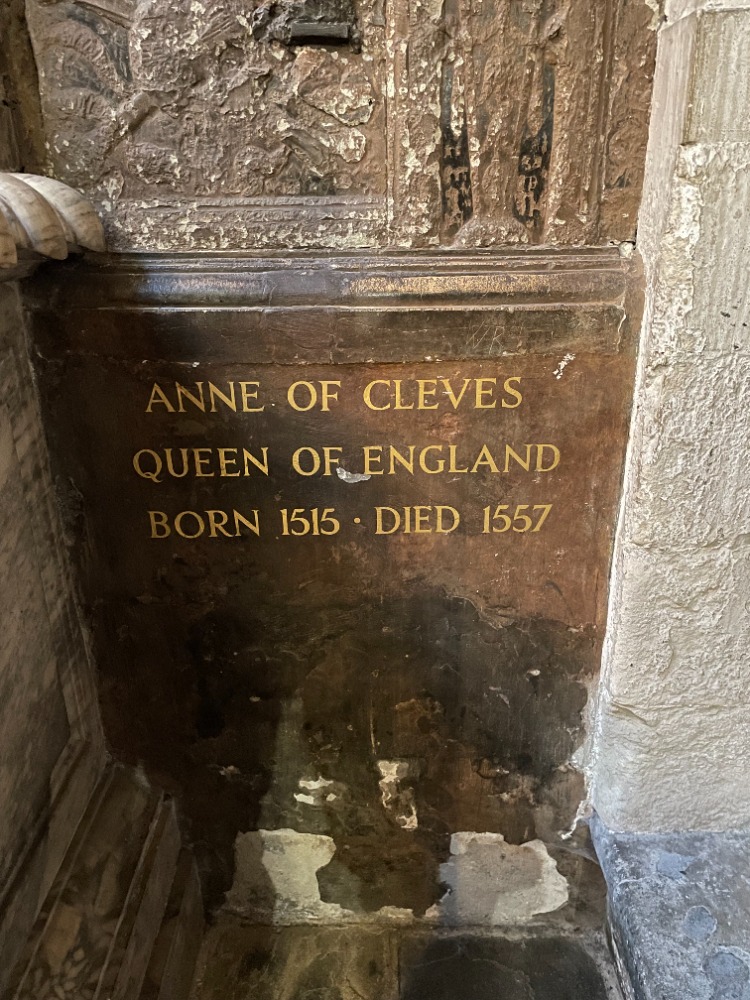 ANNE OF CLEVES
QUEEN OF ENGLAND
BORN 1515 · DIED 1557